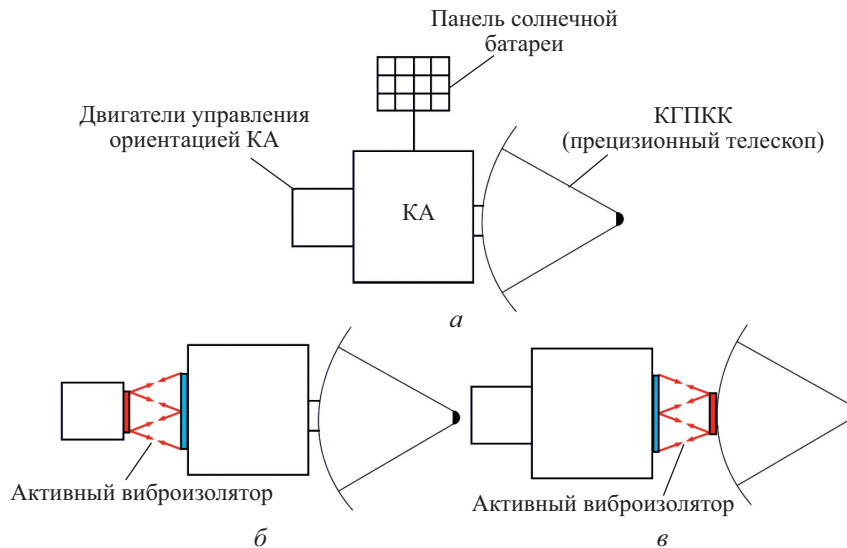 Панель солнечной
батареи
Двигатели управления
ориентацией КА
КГПКК
(прецизионный телескоп)
КА
а
Активный виброизолятор
Активный виброизолятор
б
в